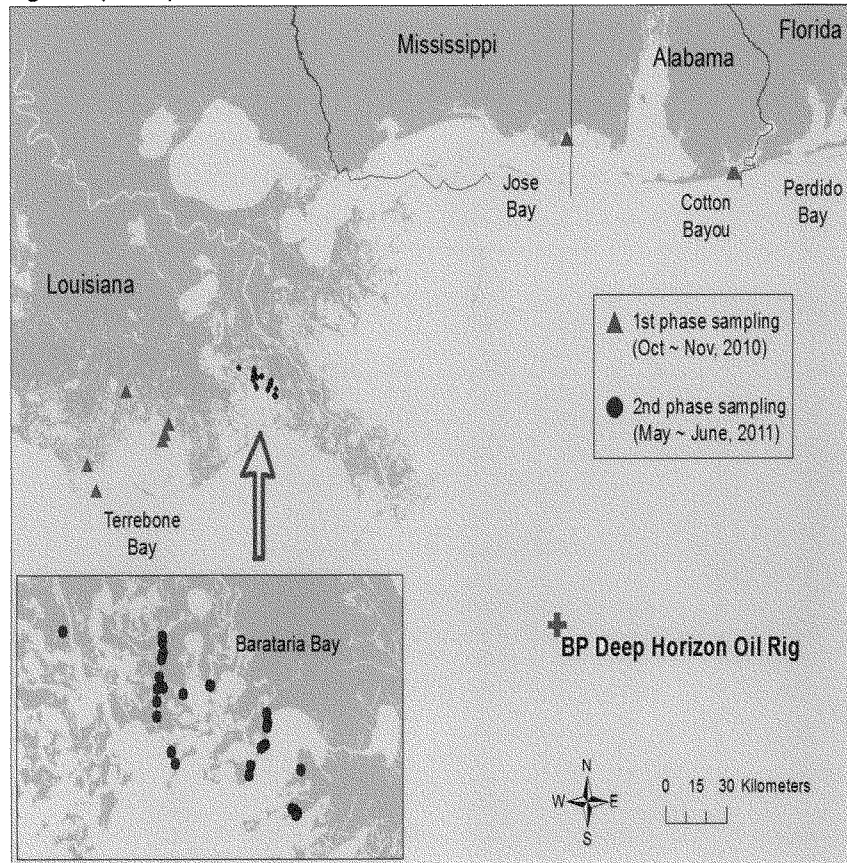 Mississippi
Alabama
Florida
Jose
Bay
Cotton
Bayou
Perdido
Bay
Louisiana
1st phase sampling
(Oct ~ Nov, 2010)
2nd phase sampling
(May ~ June, 2011)
Terrebone
Bay
Barataria Bay
BP Deep Horizon Oil Rig
N
W E
S
0 15 30 Kilometers